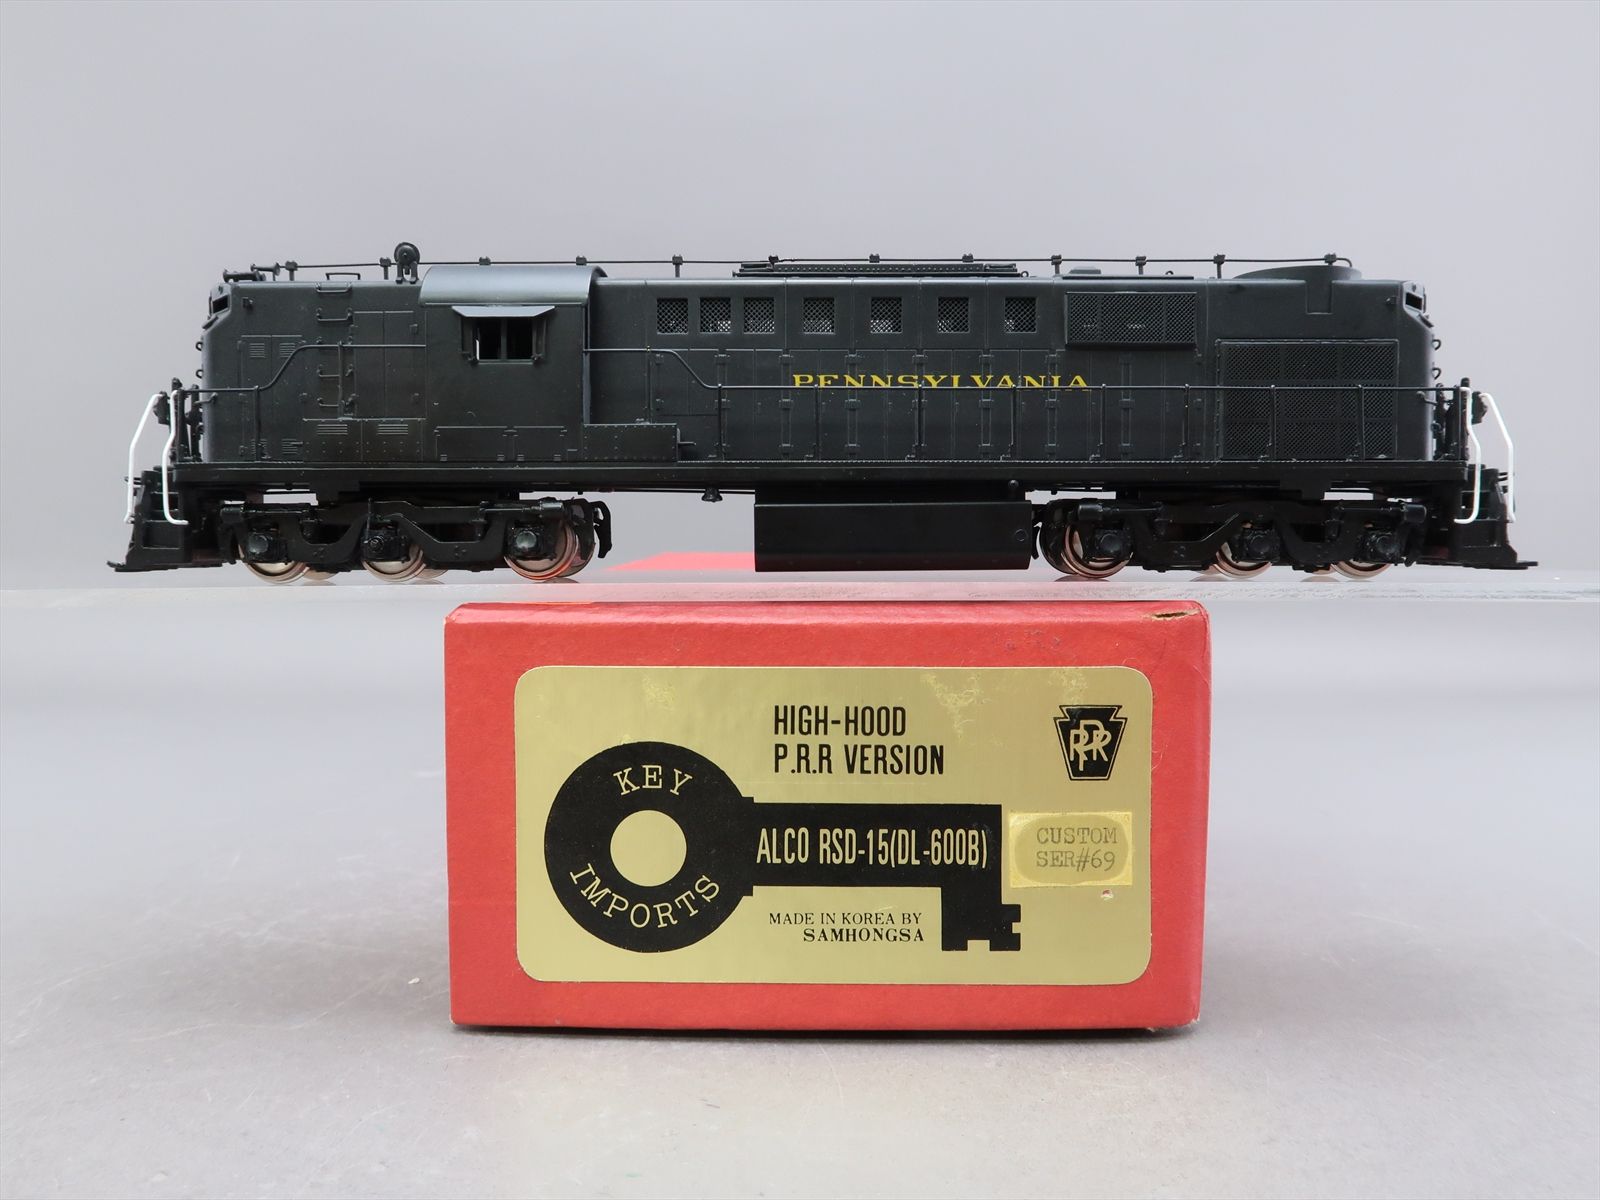 PENNSYLVANIA
HIGH-HOOD
P.R.R VERSION
PRR
KEY
IMPORTS
ALCO RSD-15(DL-600B)
CUSTOM
SER#69
MADE IN KOREA BY
SAMHONGSA